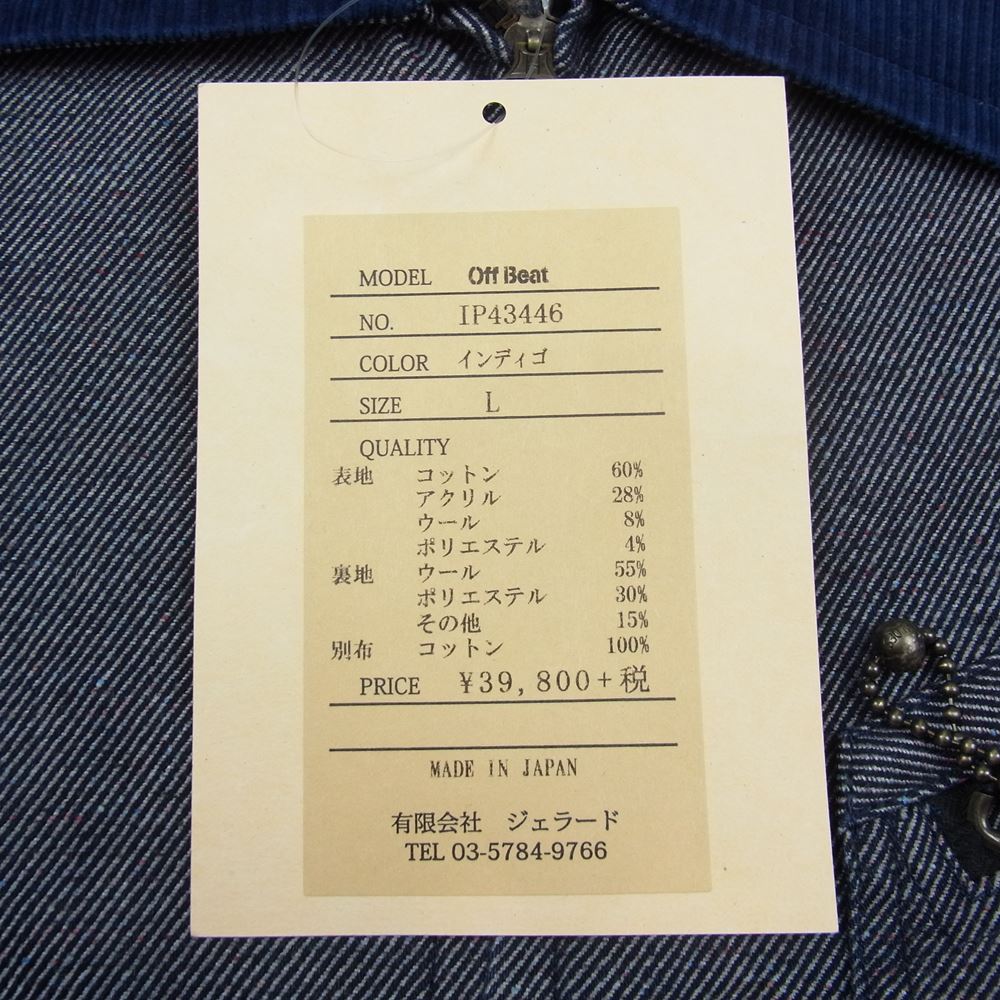 MODEL Off Beat
NO. IP43446
COLOR インディゴ
SIZE L
QUALITY
表地 コットン 60%
アクリル 28%
ウール 8%
ポリエステル 4%
裏地 ウール 55%
ポリエステル 30%
その他 15%
別布 コットン 100%
PRICE ¥39,800+税
MADE IN JAPAN
有限会社 ジェラード
TEL 03-5784-9766